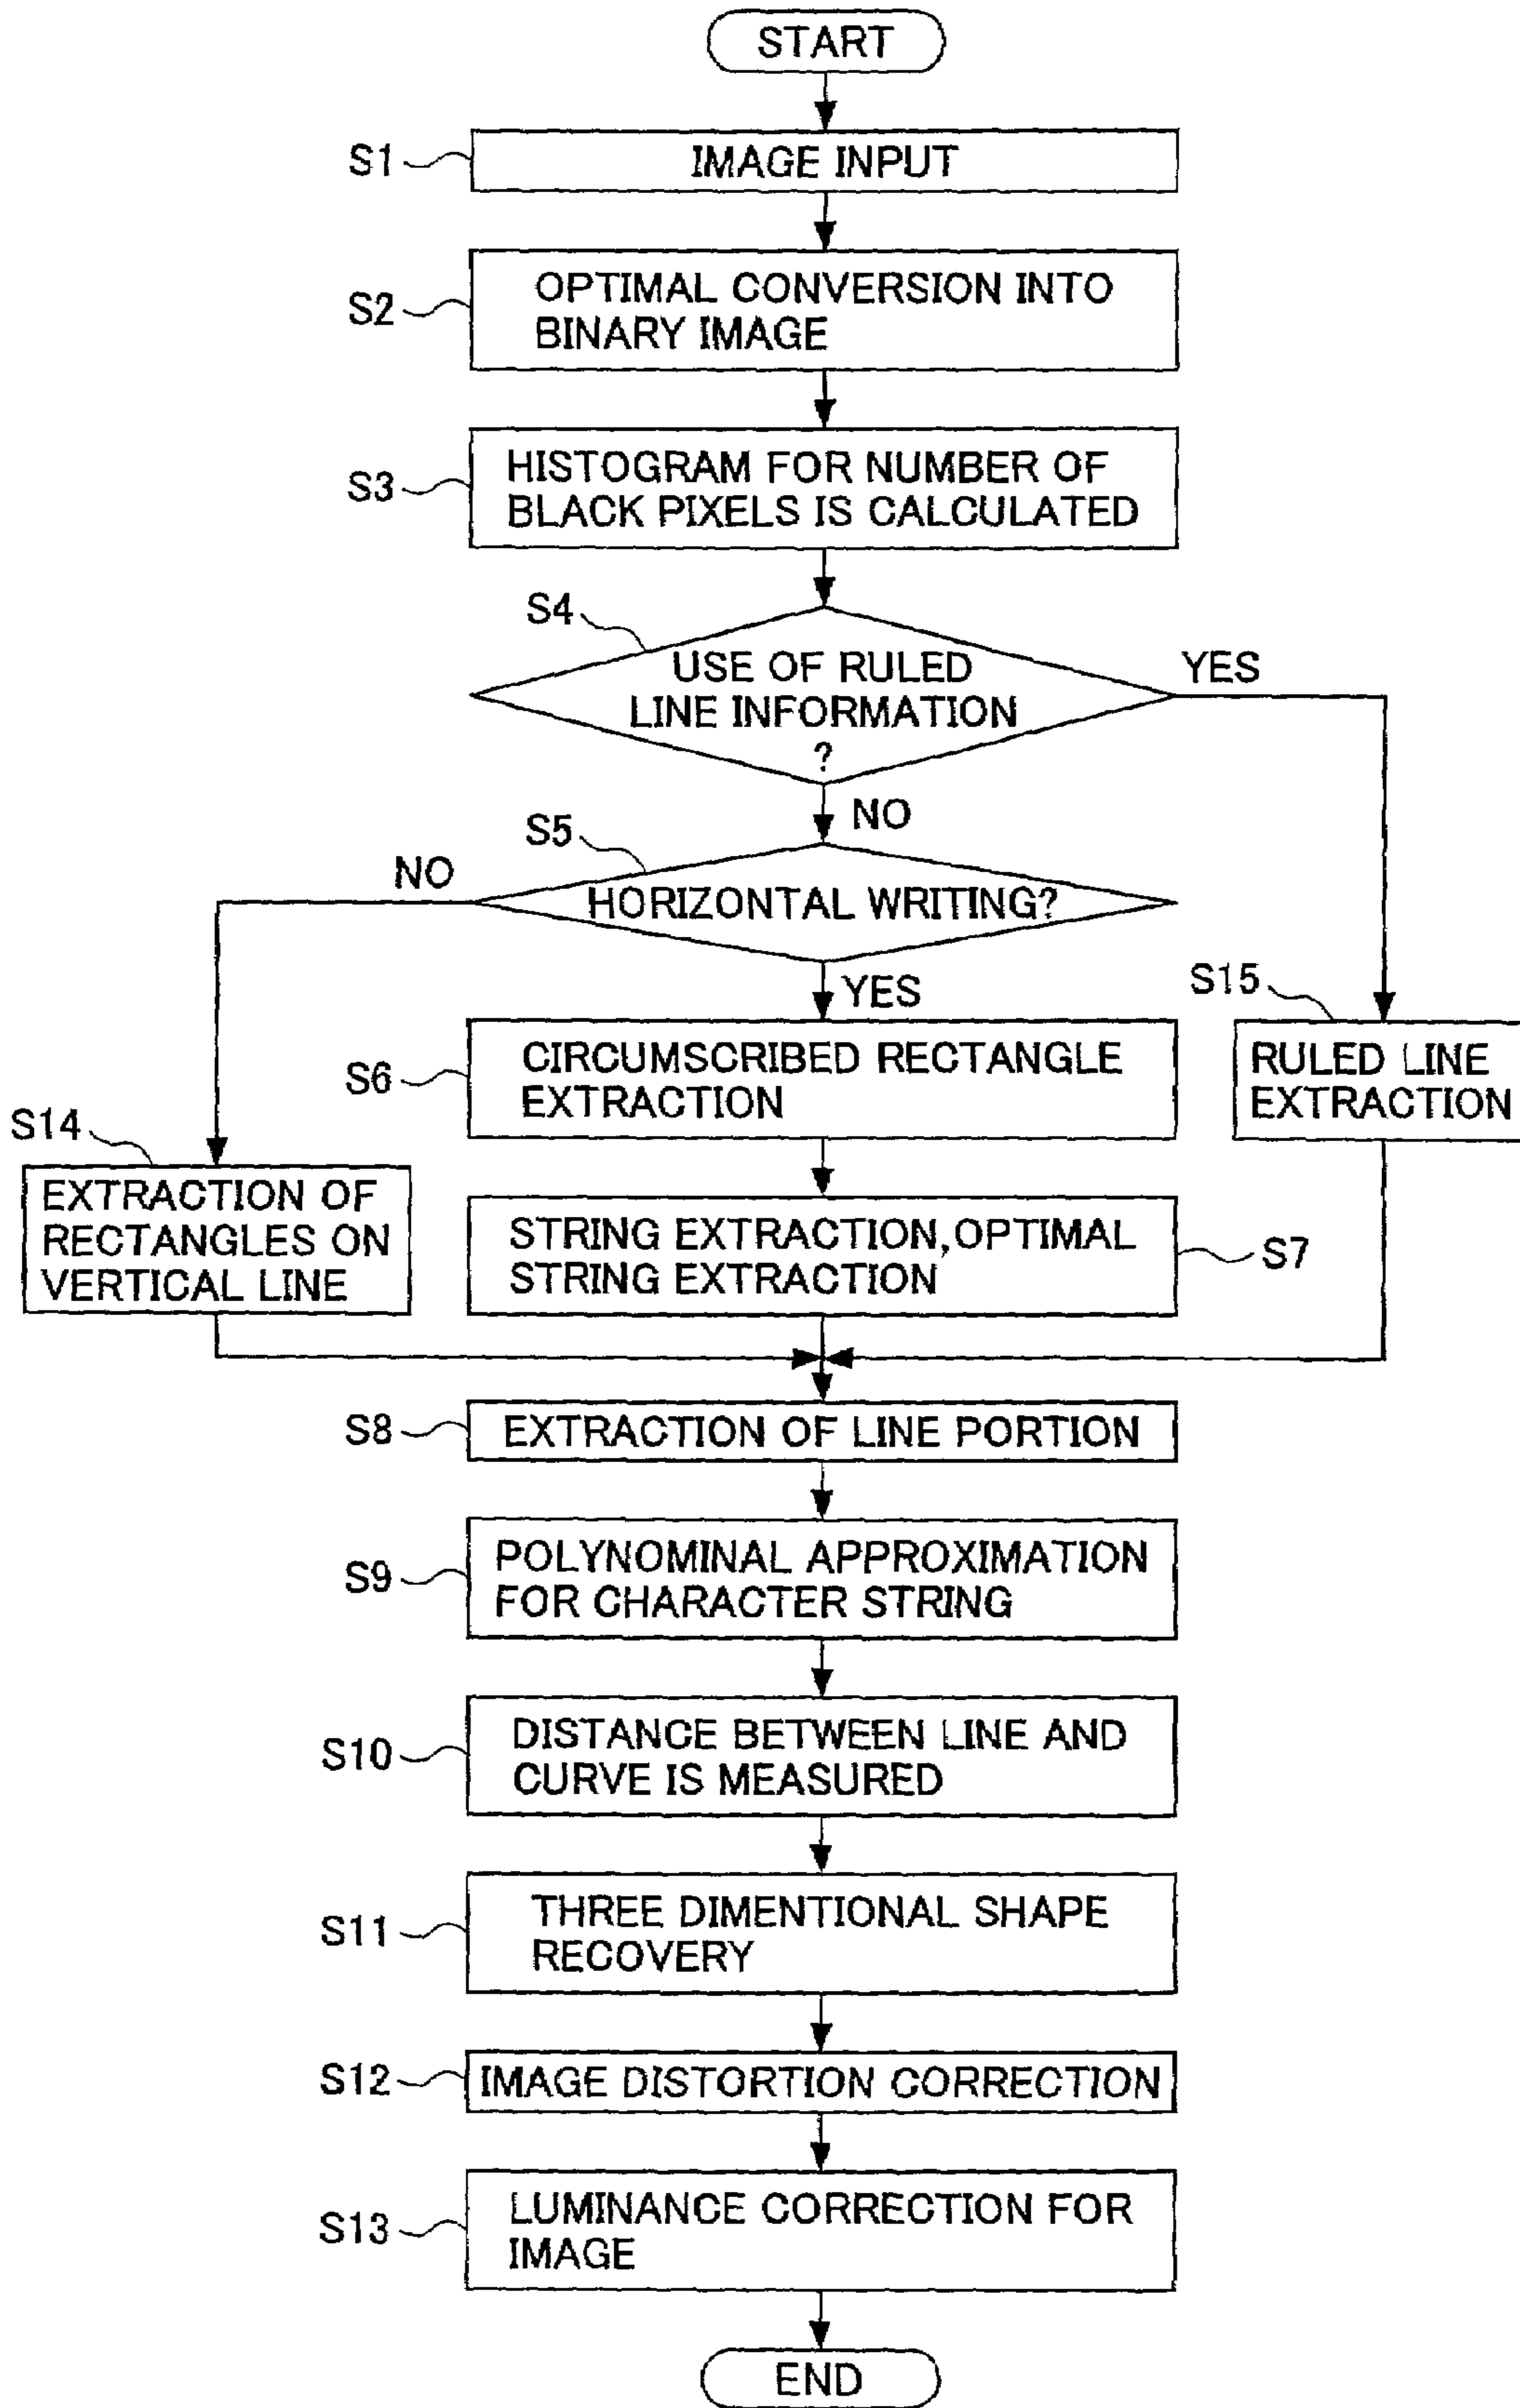 START
S1
IMAGE INPUT
S2
OPTIMAL CONVERSION INTO
BINARY IMAGE
S3
HISTOGRAM FOR NUMBER OF
BLACK PIXELS IS CALCULATED
S4
USE OF RULED
LINE INFORMATION
?
YES
NO
S5
HORIZONTAL WRITING?
NO
YES
S6
CIRCUMSCRIBED RECTANGLE
EXTRACTION
S15
RULED LINE
EXTRACTION
S14
EXTRACTION OF
RECTANGLES ON
VERTICAL LINE
STRING EXTRACTION,OPTIMAL
STRING EXTRACTION
S7
S8
EXTRACTION OF LINE PORTION
S9
POLYNOMINAL APPROXIMATION
FOR CHARACTER STRING
S10
DISTANCE BETWEEN LINE AND
CURVE IS MEASURED
S11
THREE DIMENTIONAL SHAPE
RECOVERY
S12
IMAGE DISTORTION CORRECTION
S13
LUMINANCE CORRECTION FOR
IMAGE
END